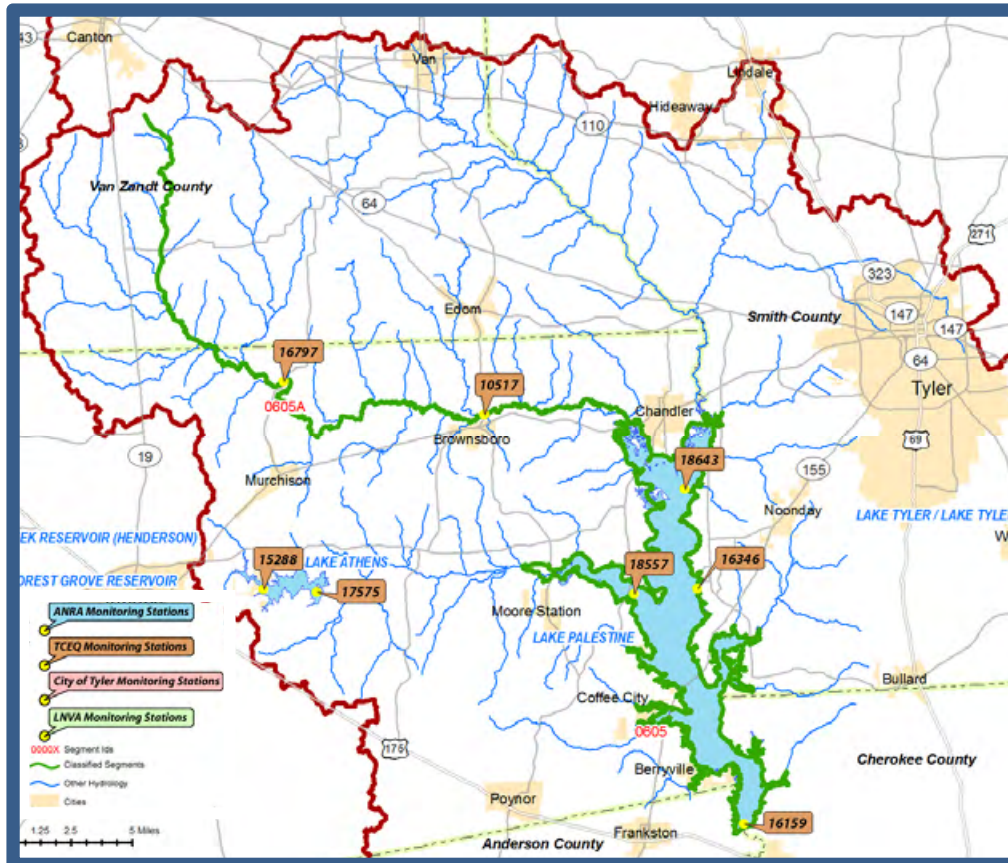 43
Canton
Van
Lindale
Hideaway
110
Van Zandt County
64
271
323
Edom
Smith County
147
147
64
16797
Tyler
10517
0605A
Chandler
Brownsboro
69
19
155
18643
Murchison
Noonday
LAKE TYLER / LAKE TYLE
EK RESERVOIR (HENDERSON)
W
15288
LAKE ATHENS
18557
16346
OREST GROVE RESERVOIR
17575
Moore Station
ANRA Monitoring Stations
LAKE PALESTINE
TCEQ Monitoring Stations
Bullard
City of Tyler Monitoring Stations
Coffee City
LNVA Monitoring Stations
0605
0000X Segment Ids
175
Classified Segments
Cherokee County
Other Hydrology
Berryville
Cities
Poynor
16159
1.25 2.5 5 Miles
Frankston
Anderson County